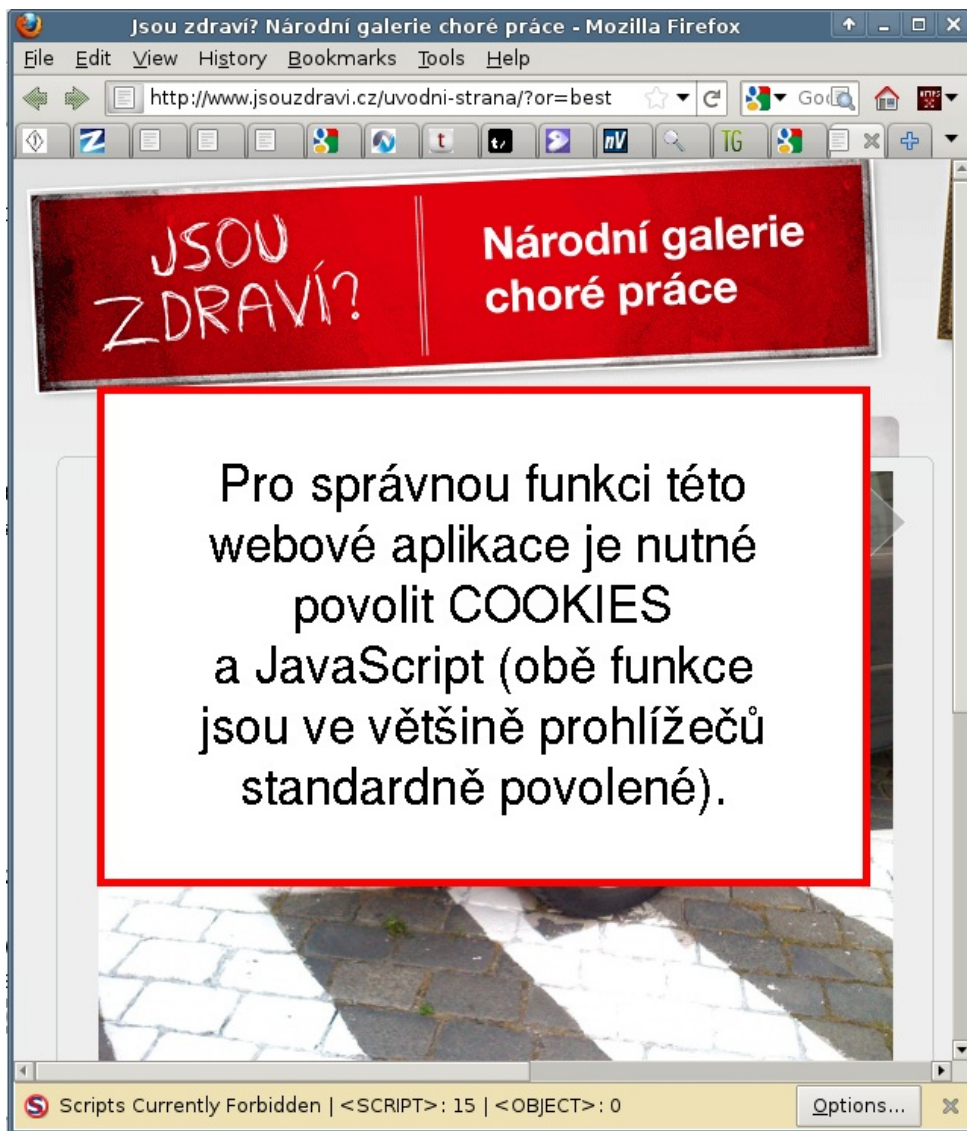 Jsou zdraví? Národní galerie choré práce - Mozilla Firefox
File Edit View History Bookmarks Tools Help
http://www.jsouzdravi.cz/uvodni-strana/?or=best
JSOU
ZDRAVÍ?
Národní galerie
choré práce
Pro správnou funkci této
webové aplikace je nutné
povolit COOKIES
a JavaScript (obě funkce
jsou ve většině prohlížečů
standardně povolené).
Scripts Currently Forbidden | <SCRIPT>: 15 | <OBJECT>: 0 Options...